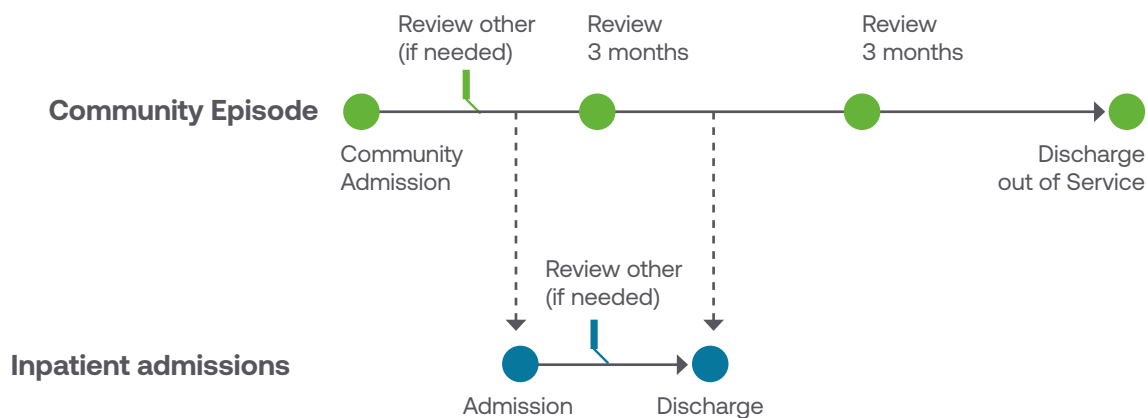 Review other
(if needed)
Review
3 months
Review
3 months
Community Episode
Community
Admission
Discharge
out of Service
Review other
(if needed)
Inpatient admissions
Admission
Discharge